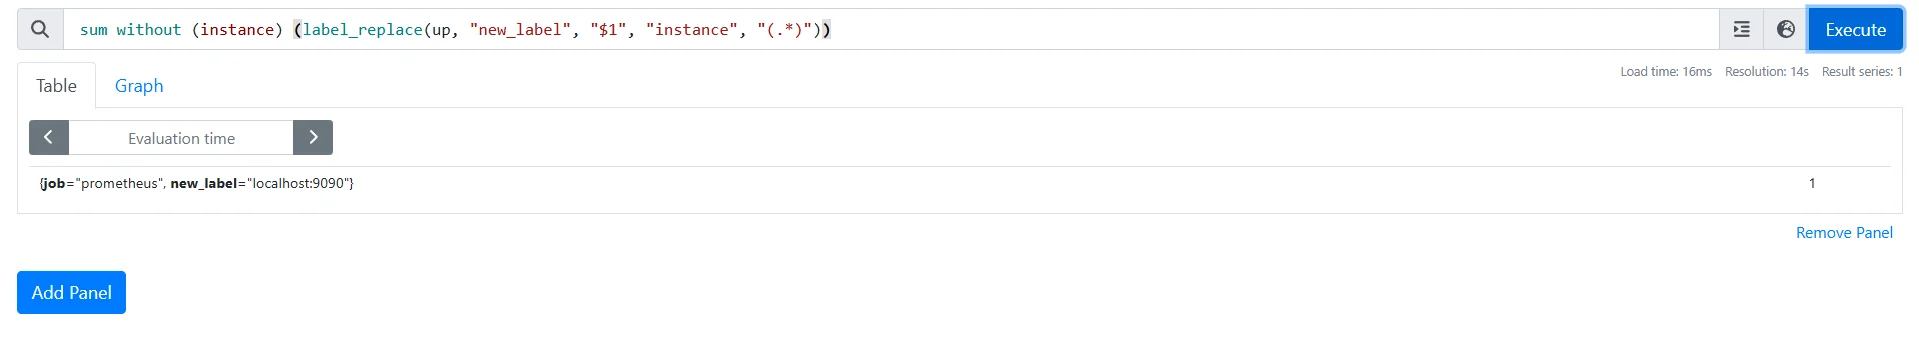 sum without (instance) (label_replace(up, "new_label", "$1", "instance", "(.*)"))
Execute
Load time: 16ms Resolution: 14s Result series: 1
Table Graph
Evaluation time
{job="prometheus", new_label="localhost:9090"} 1
Remove Panel
Add Panel